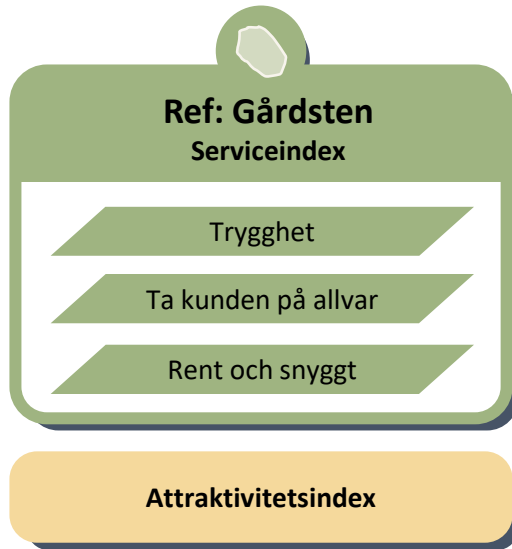 Ref: Gårdsten
Serviceindex
Trygghet
Ta kunden på allvar
Rent och snyggt
Attraktivitetsindex